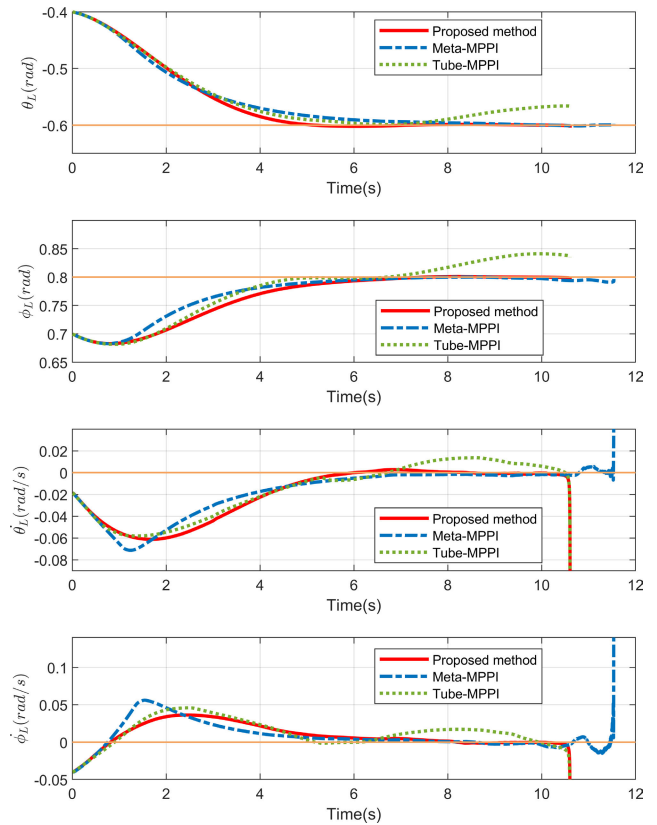 -0.4
-0.5
-0.6
θ_L(rad)
Proposed method
Meta-MPPI
Tube-MPPI
0 2 4 6 8 10 12
Time(s)
0.85
0.8
0.75
0.7
0.65
ϕ_L(rad)
Proposed method
Meta-MPPI
Tube-MPPI
0 2 4 6 8 10 12
Time(s)
0.02
0
-0.02
-0.04
-0.06
-0.08
θ̇_L(rad/s)
Proposed method
Meta-MPPI
Tube-MPPI
0 2 4 6 8 10 12
Time(s)
0.1
0.05
0
-0.05
ϕ̇_L(rad/s)
Proposed method
Meta-MPPI
Tube-MPPI
0 2 4 6 8 10 12
Time(s)